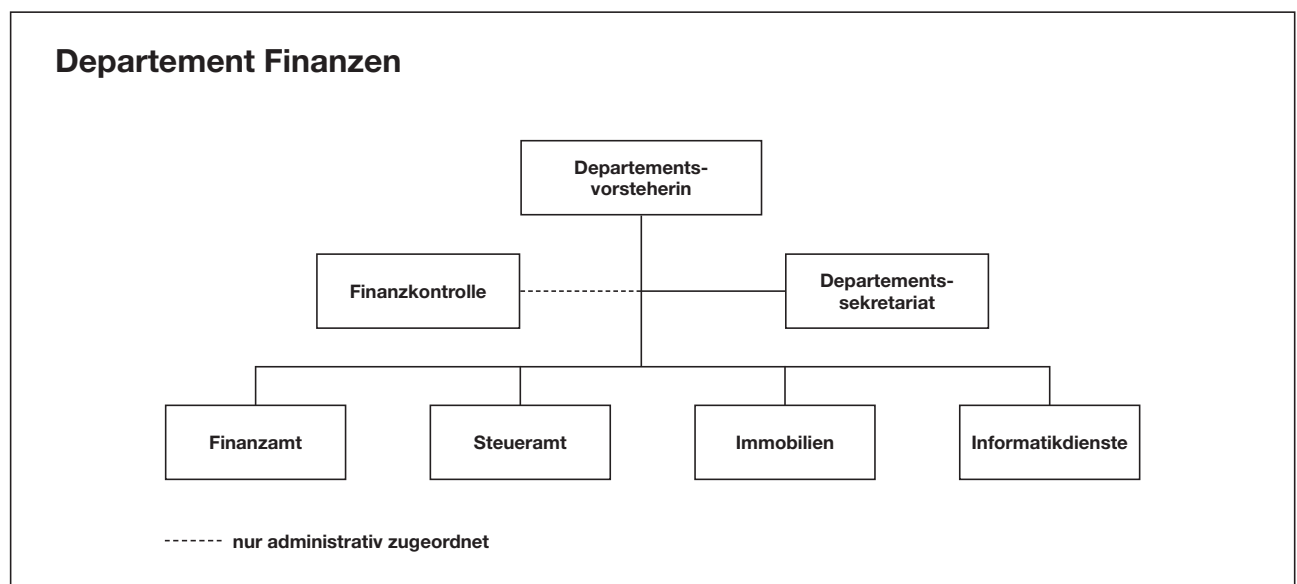 Departement Finanzen
Departements-
vorsteherin
Finanzkontrolle
Departements-
sekretariat
Finanzamt
Steueramt
Immobilien
Informatikdienste
nur administrativ zugeordnet